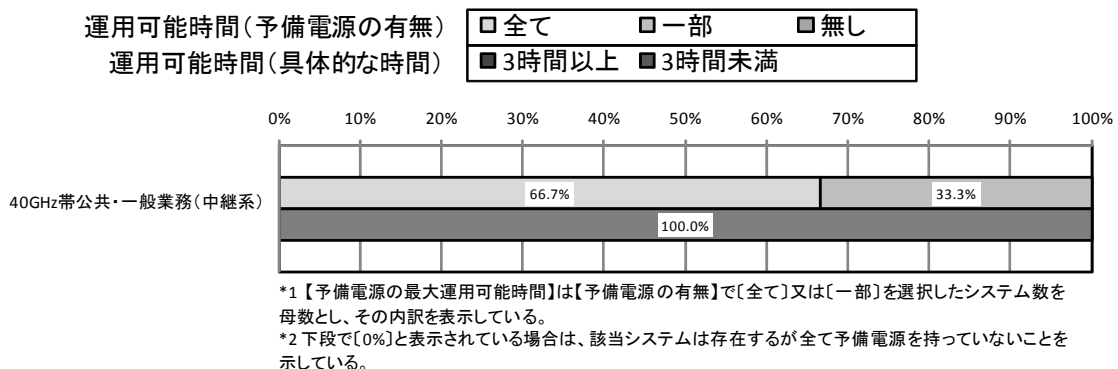 運用可能時間(予備電源の有無) 全て 一部 無し
運用可能時間(具体的な時間) 3時間以上 3時間未満
0% 10% 20% 30% 40% 50% 60% 70% 80% 90% 100%
40GHz帯公共・一般業務(中継系) 66.7% 33.3%
100.0%
*1 【予備電源の最大運用可能時間】は【予備電源の有無】で〔全て〕又は〔一部〕を選択したシステム数を
母数とし、その内訳を表示している。
*2 下段で〔0%〕と表示されている場合は、該当システムは存在するが全て予備電源を持っていないことを
示している。